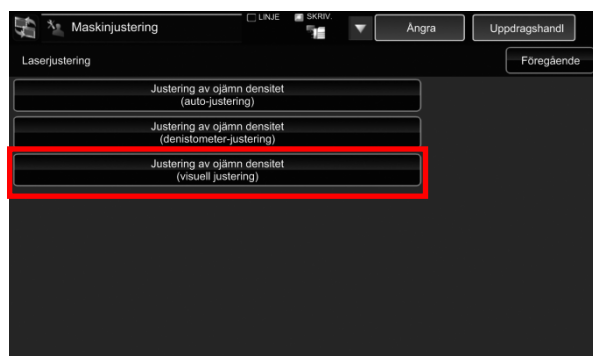 Maskinjustering
LINJE
SKRIV.
Ångra
Uppdragshandl
Laserjustering
Föregående
Justering av ojämn densitet
(auto-justering)
Justering av ojämn densitet
(denistometer-justering)
Justering av ojämn densitet
(visuell justering)